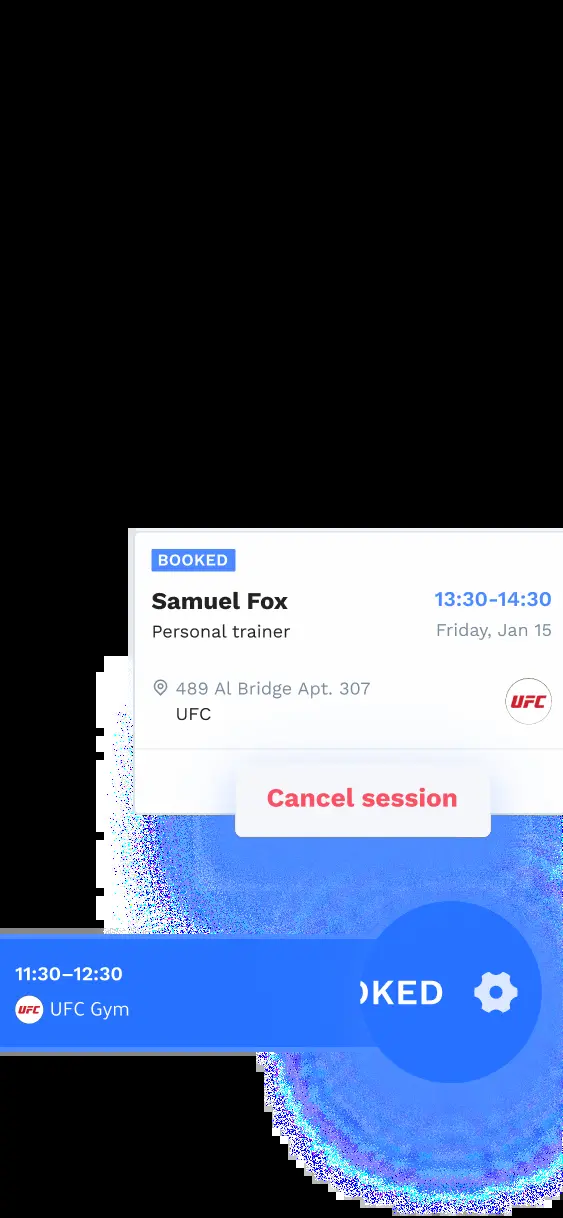 BOOKED
Samuel Fox
13:30-14:30
Personal trainer
Friday, Jan 15
489 Al Bridge Apt. 307
UFC
UFC
Cancel session
11:30–12:30
UFC UFC Gym
OKED